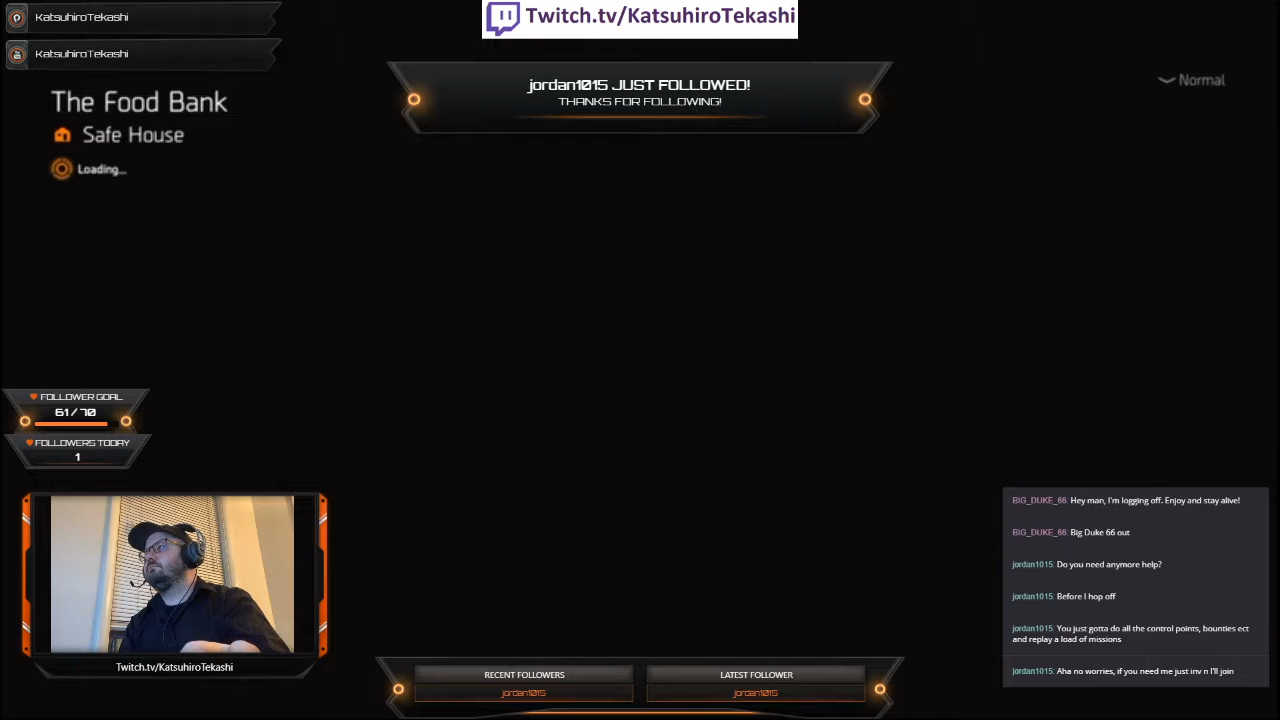 KatsuhiroTekashi
KatsuhiroTekashi
Twitch.tv/KatsuhiroTekashi
jordan1015 JUST FOLLOWED!
THANKS FOR FOLLOWING!
The Food Bank
Safe House
Loading...
Normal
FOLLOWER GOAL
61/70
FOLLOWERS TODAY
1
Twitch.tv/KatsuhiroTekashi
RECENT FOLLOWERS
jordan1015
LATEST FOLLOWER
jordan1015
BIG_DUKE_66: Hey man, I'm logging off. Enjoy and stay alive!
BIG_DUKE_66: Big Duke 66 out
jordan1015: Do you need anymore help?
jordan1015: Before I hop off
jordan1015: You just gotta do all the control points, bounties ect
and replay a load of missions
jordan1015: Aha no worries, if you need me just inv n I'll join